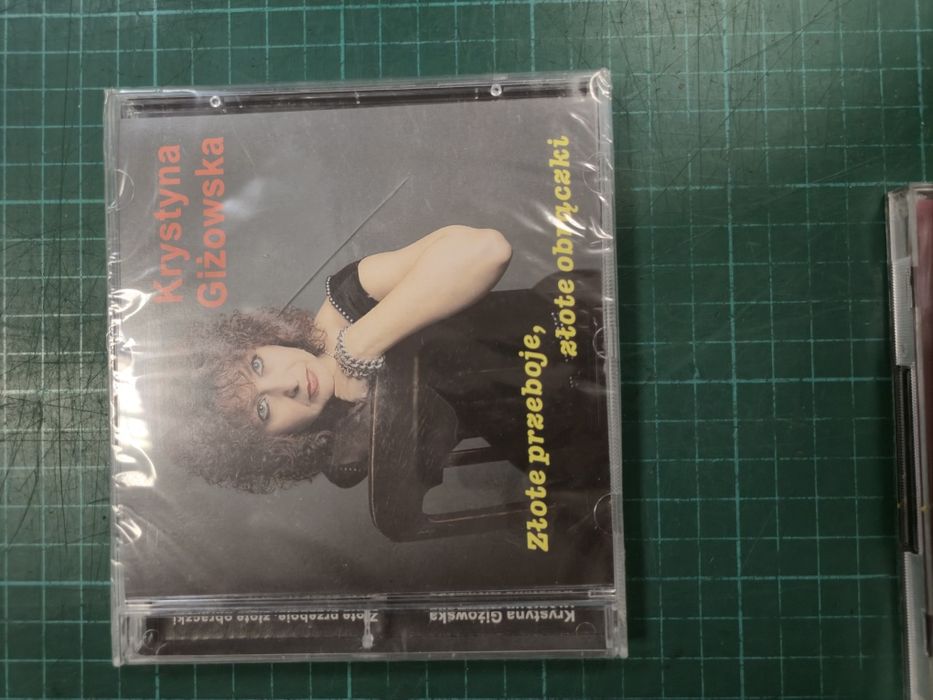 Krystyna
Giżowska
Złote przeboje,
złote obrączki
Krystyna Giżowska
Złote przeboje, złote obrączki